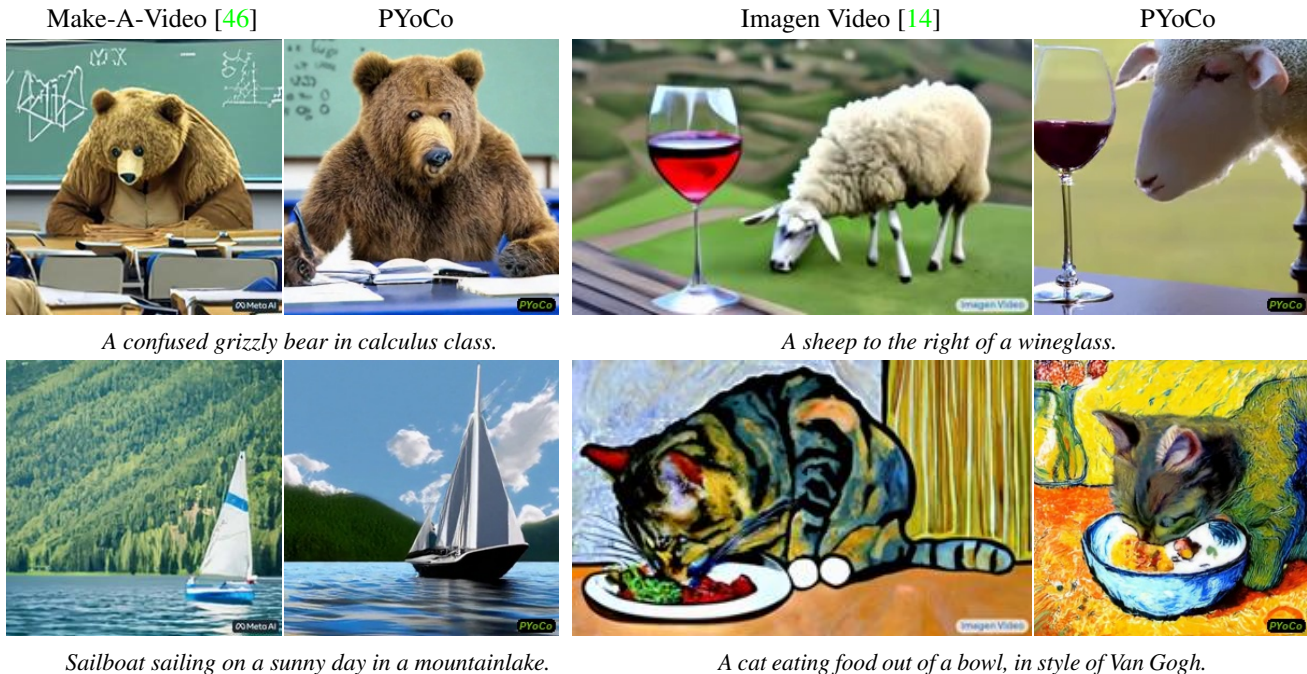 Make-A-Video [46] PYoCo Imagen Video [14] PYoCo
Meta AI PYoCo Imagen Video PYoCo
A confused grizzly bear in calculus class. A sheep to the right of a wineglass.
Meta AI PYoCo Imagen Video PYoCo
Sailboat sailing on a sunny day in a mountainlake. A cat eating food out of a bowl, in style of Van Gogh.